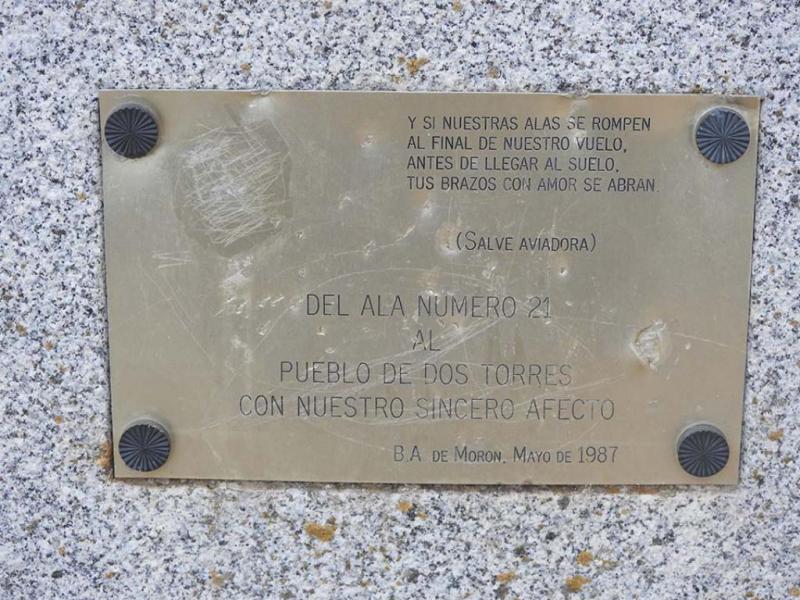 Y SI NUESTRAS ALAS SE ROMPEN
AL FINAL DE NUESTRO VUELO,
ANTES DE LLEGAR AL SUELO,
TUS BRAZOS CON AMOR SE ABRAN.
(SALVE AVIADORA)
DEL ALA NUMERO 21
AL
PUEBLO DE DOS TORRES
CON NUESTRO SINCERO AFECTO
B.A. DE MORON, MAYO DE 1987